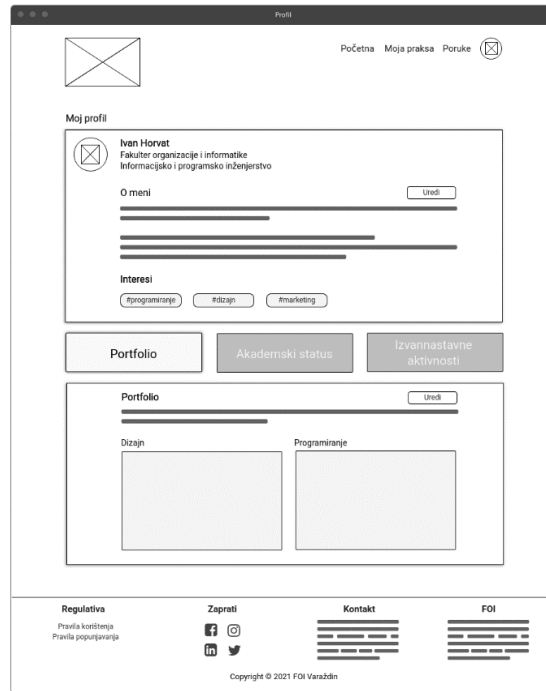 Profil
Početna Moja praksa Poruke
Moj profil
Ivan Horvat
Fakulter organizacije i informatike
Informacijsko i programsko inženjerstvo
O meni
Uredi
Interesi
#programiranje #dizajn #marketing
Portfolio
Akademski status
Izvannastavne
aktivnosti
Portfolio
Uredi
Dizajn
Programiranje
Regulativa
Pravila korištenja
Pravila popunjavanja
Zaprati
Kontakt
FOI
Copyright © 2021 FOI Varaždin